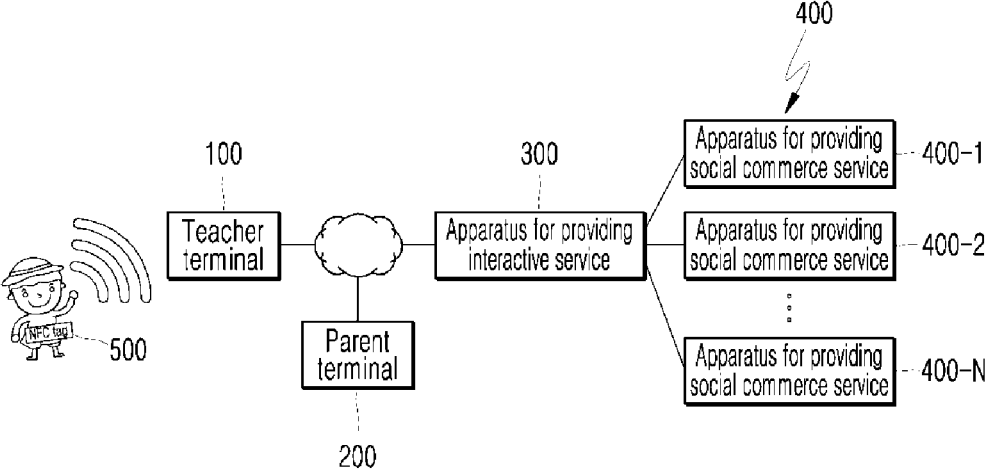 400
Apparatus for providing
social commerce service
400-1
100
300
Teacher
terminal
Apparatus for providing
interactive service
Apparatus for providing
social commerce service
400-2
NFC tag
500
Parent
terminal
Apparatus for providing
social commerce service
400-N
200